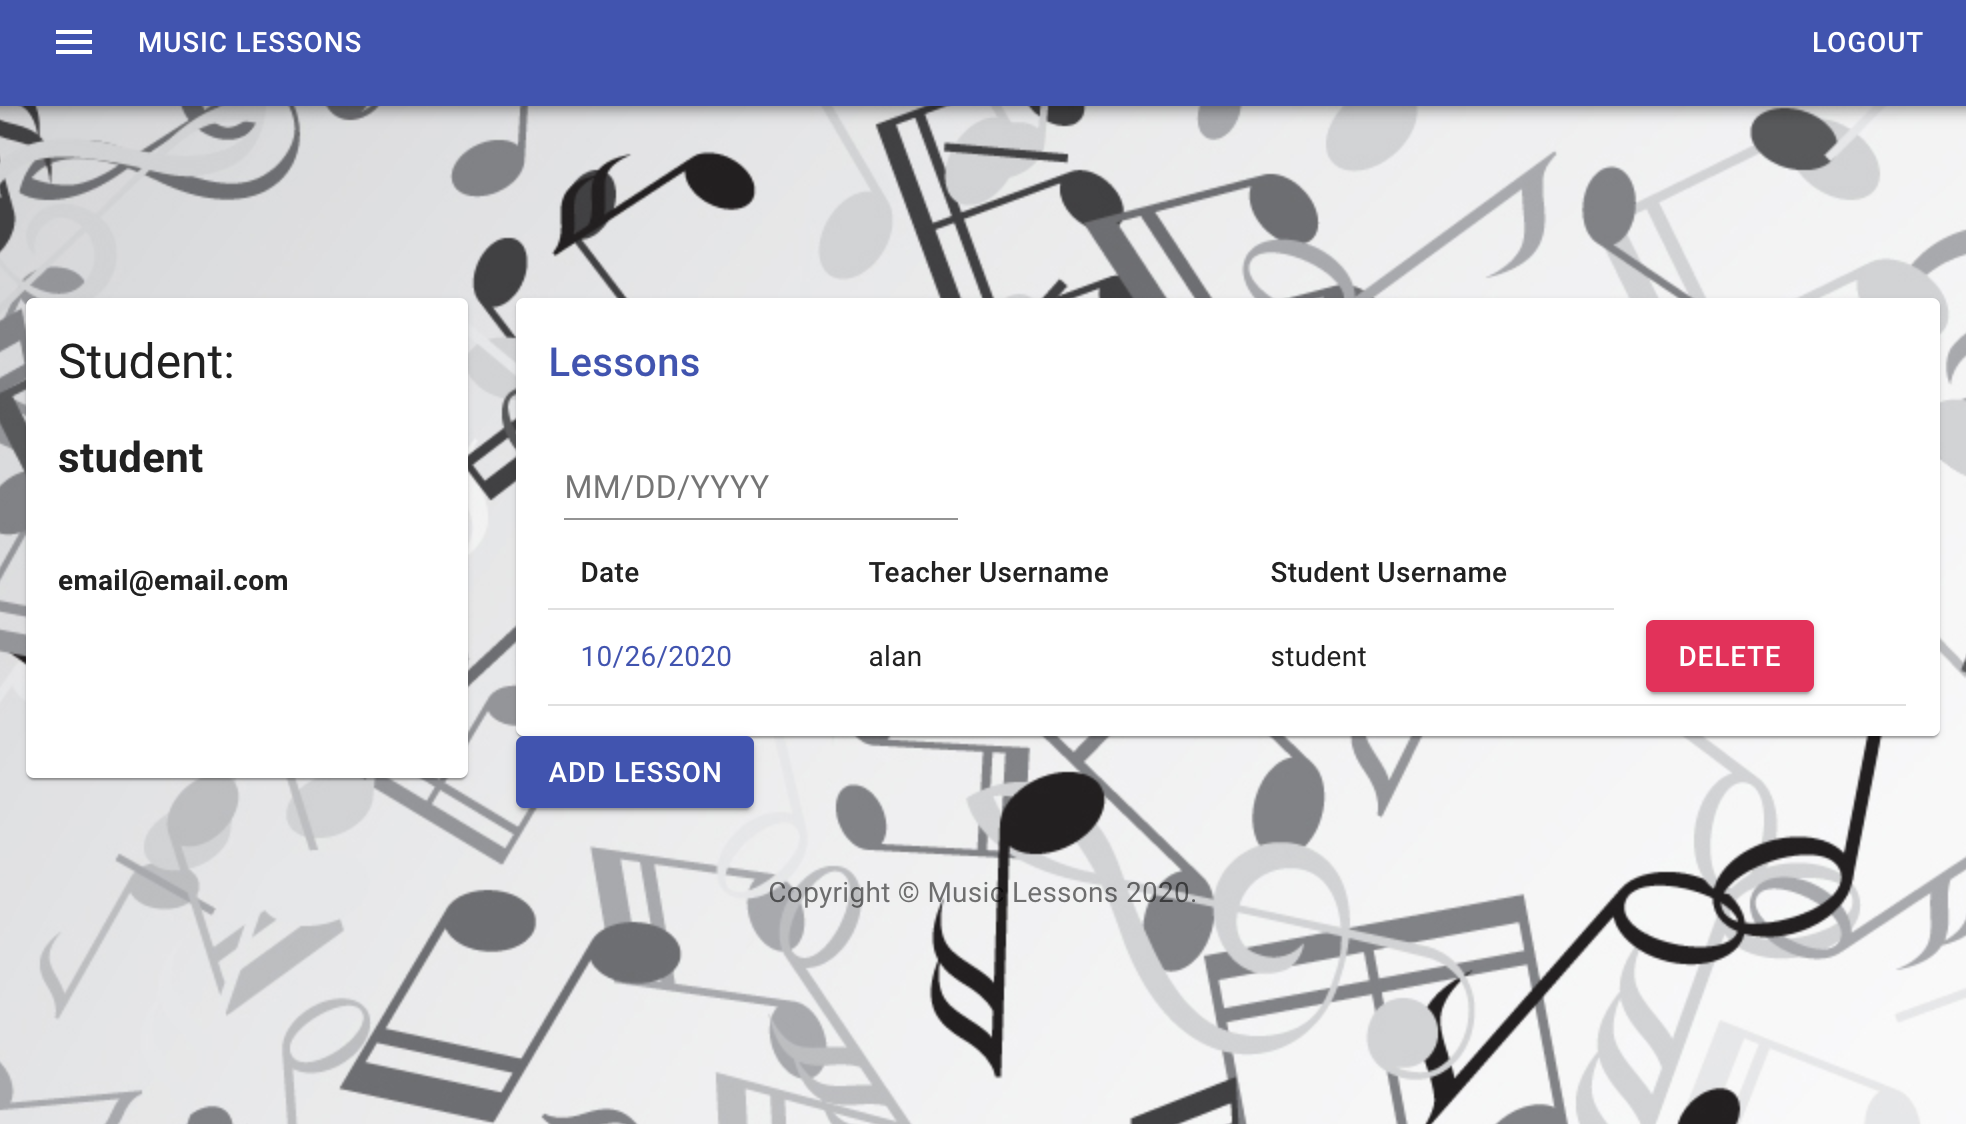 MUSIC LESSONS
LOGOUT
Student:
student
email@email.com
Lessons
MM/DD/YYYY
Date Teacher Username Student Username
10/26/2020 alan student DELETE
ADD LESSON
Copyright © Music Lessons 2020.